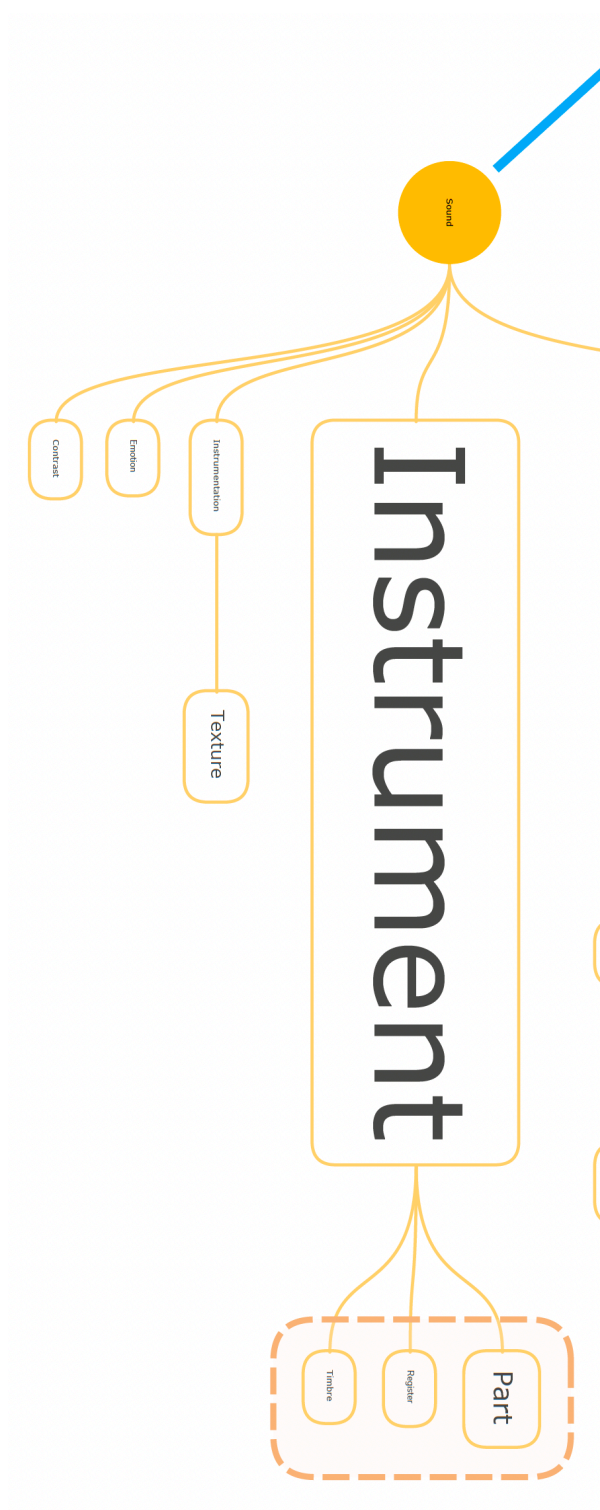 Sound
Part
Register
Timbre
Instrument
Texture
Instrumentation
Emotion
Contrast